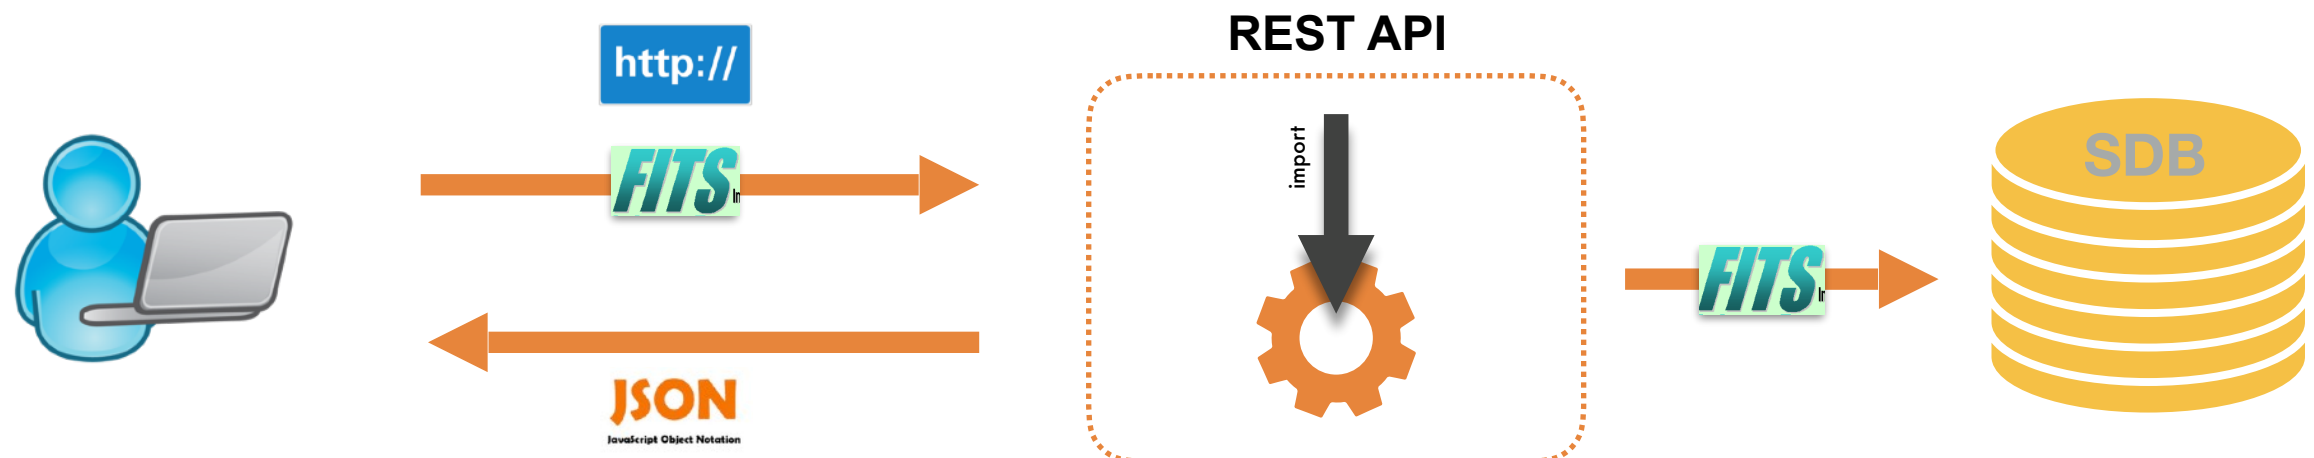 REST API
http://
import
FITS
SDB
FITS
JSON
JavaScript Object Notation